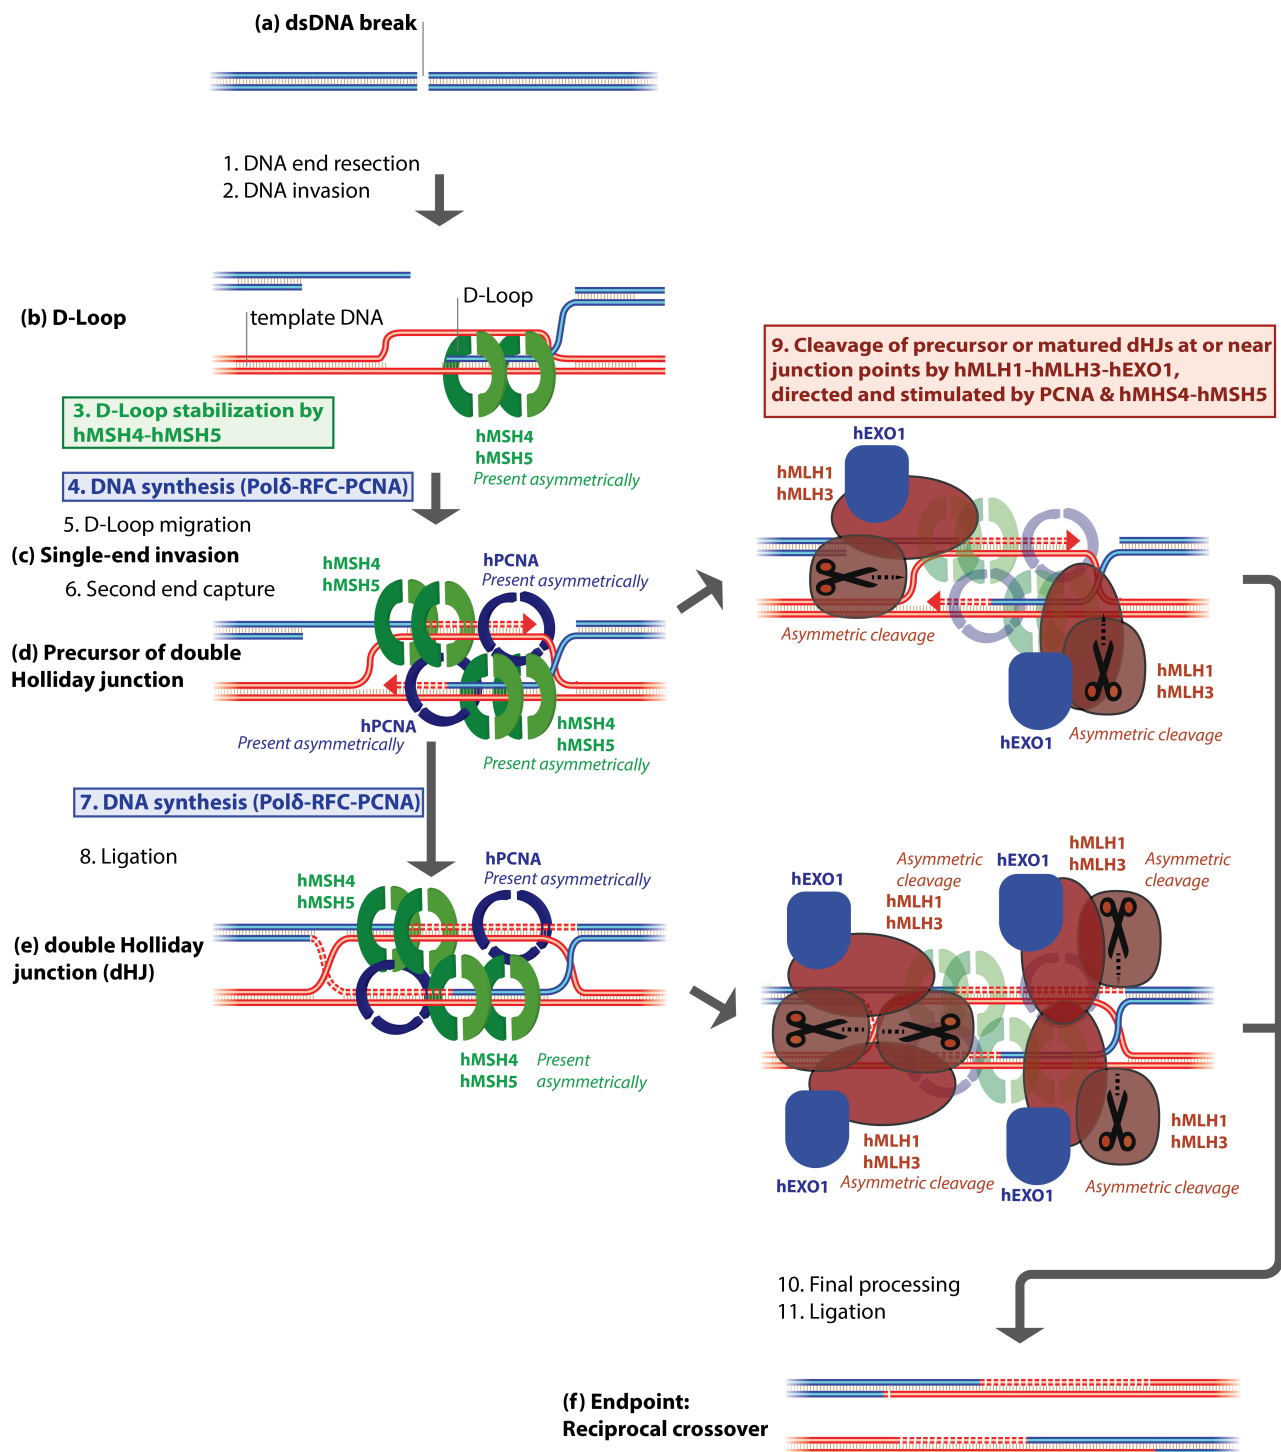 (a) dsDNA break
1. DNA end resection
2. DNA invasion
(b) D-Loop
template DNA
D-Loop
hMSH4
hMSH5
Present asymmetrically
3. D-Loop stabilization by
hMSH4-hMSH5
4. DNA synthesis (Polδ-RFC-PCNA)
5. D-Loop migration
(c) Single-end invasion
6. Second end capture
(d) Precursor of double
Holliday junction
hMSH4
hMSH5
hPCNA
Present asymmetrically
hPCNA
Present asymmetrically
hMSH4
hMSH5
Present asymmetrically
7. DNA synthesis (Polδ-RFC-PCNA)
8. Ligation
(e) double Holliday
junction (dHJ)
hMSH4
hMSH5
hPCNA
Present asymmetrically
hMSH4
hMSH5
Present
asymmetrically
9. Cleavage of precursor or matured dHJs at or near
junction points by hMLH1-hMLH3-hEXO1,
directed and stimulated by PCNA & hMHS4-hMSH5
hEXO1
hMLH1
hMLH3
Asymmetric cleavage
hMLH1
hMLH3
hEXO1
Asymmetric cleavage
hEXO1
Asymmetric
cleavage
hMLH1
hMLH3
hEXO1
hMLH1
hMLH3
Asymmetric
cleavage
hMLH1
hMLH3
hEXO1
Asymmetric cleavage
hMLH1
hMLH3
hEXO1
Asymmetric cleavage
10. Final processing
11. Ligation
(f) Endpoint:
Reciprocal crossover